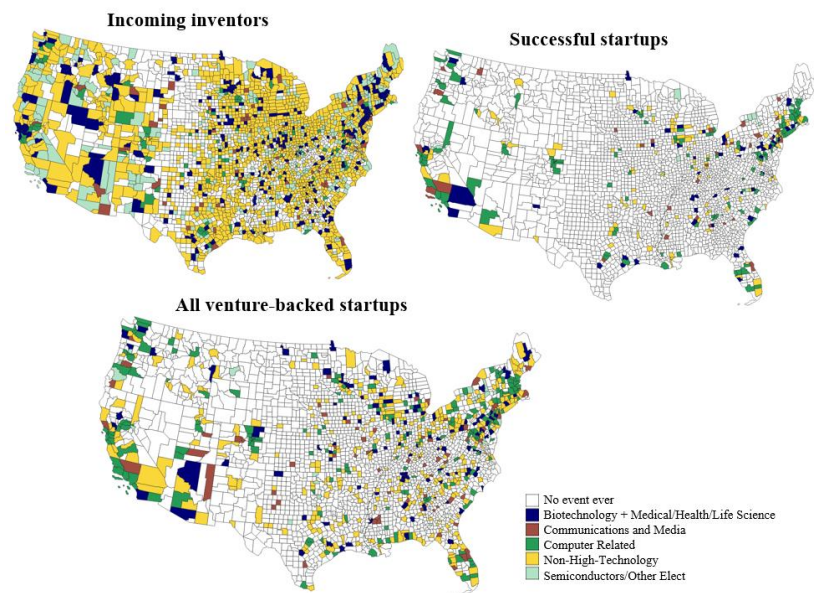 Incoming inventors
Successful startups
All venture-backed startups
No event ever
Biotechnology + Medical/Health/Life Science
Communications and Media
Computer Related
Non-High-Technology
Semiconductors/Other Elect